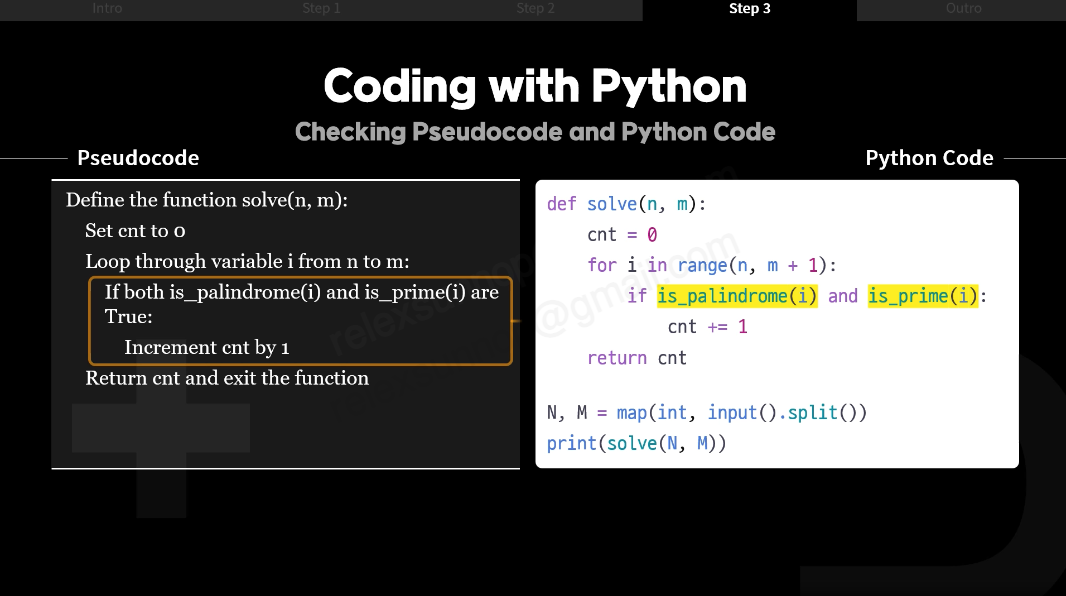 Intro
Step 1
Step 2
Step 3
Outro
Coding with Python
Checking Pseudocode and Python Code
Pseudocode
Define the function solve(n, m):
Set cnt to 0
Loop through variable i from n to m:
If both is_palindrome(i) and is_prime(i) are
True:
Increment cnt by 1
Return cnt and exit the function
Python Code
def solve(n, m):
    cnt = 0
    for i in range(n, m + 1):
        if is_palindrome(i) and is_prime(i):
            cnt += 1
    return cnt
N, M = map(int, input().split())
print(solve(N, M))
@gmail.com